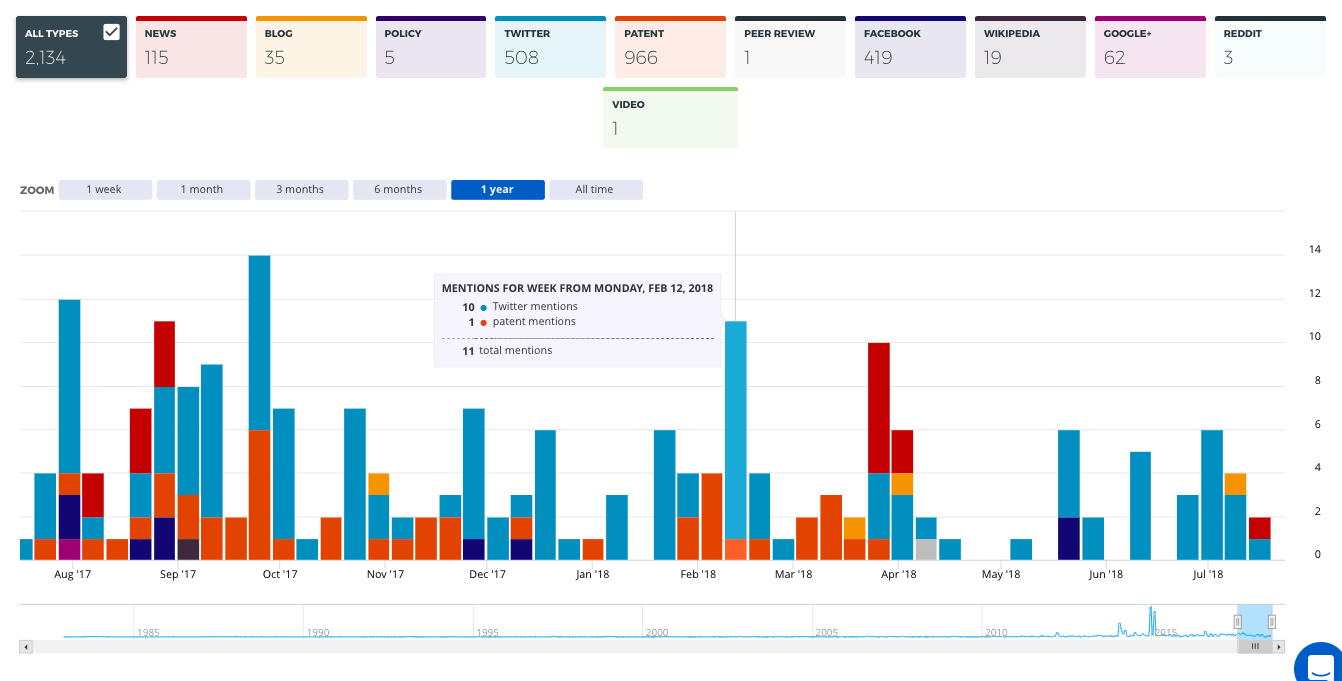 ALL TYPES NEWS BLOG POLICY TWITTER PATENT PEER REVIEW FACEBOOK WIKIPEDIA GOOGLE+ REDDIT
2,134 115 35 5 508 966 1 419 19 62 3
VIDEO
1
ZOOM 1 week 1 month 3 months 6 months 1 year All time
14
MENTIONS FOR WEEK FROM MONDAY, FEB 12, 2018
12
10 Twitter mentions
1 patent mentions
10
11 total mentions
8
6
4
2
0
Aug '17 Sep '17 Oct '17 Nov '17 Dec '17 Jan '18 Feb '18 Mar '18 Apr '18 May '18 Jun '18 Jul '18
1985 1990 1995 2000 2005 2010 2015